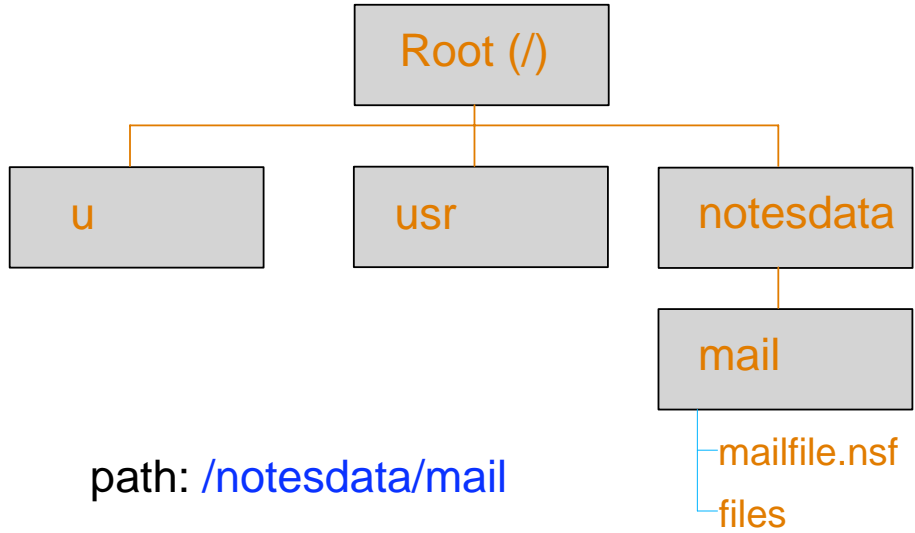 Root (/)
u
usr
notesdata
mail
mailfile.nsf
files
path: /notesdata/mail